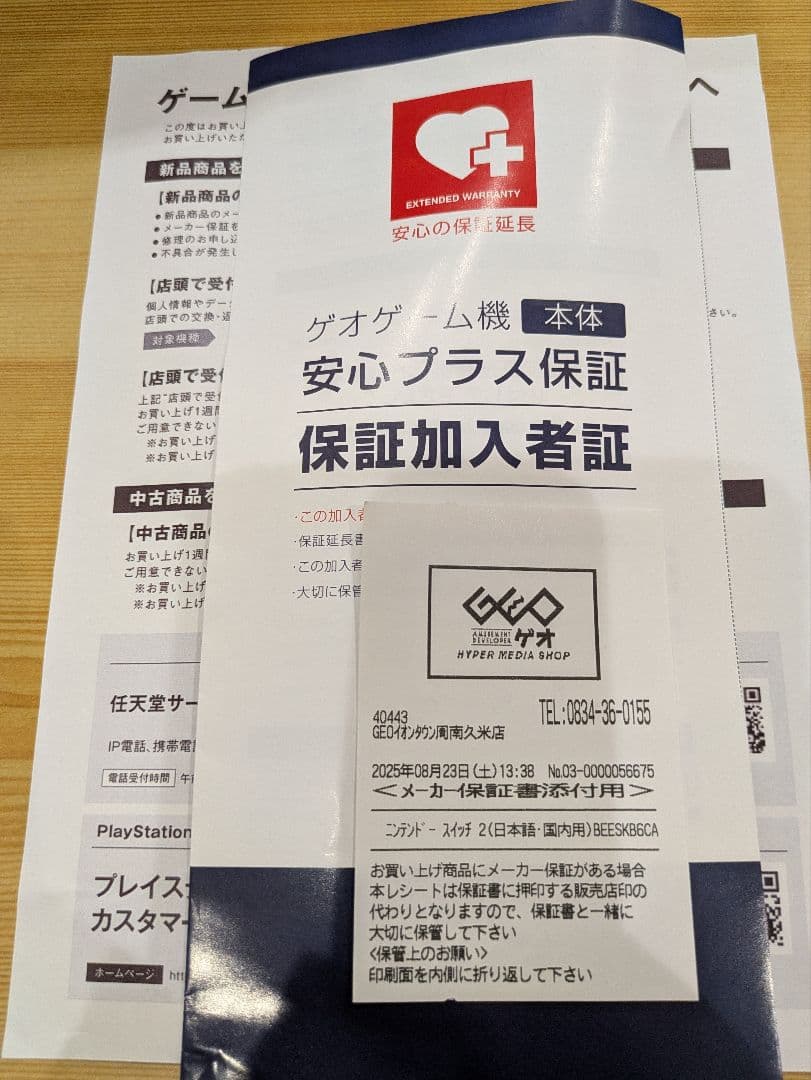 ゲーム
へ
この度はお買い
お買い上げいた
新品商品を
【新品商品の
●新品商品のメー
●メーカー保証を
●修理のお申し込
●不具合が発生し
【店頭で受付
個人情報やデー
店頭での交換・返
さい。
対象機種
【店頭で受付
上記"店頭で受付
お買い上げ1週間
ご用意できない
※お買い上げ
※お買い上げ
中古商品を
【中古商品の
お買い上げ1週間
ご用意できない
※お買い上げ
※お買い上げ
任天堂サー
IP電話、携帯電話
電話受付時間 午前
PlayStation
プレイス
カスタマー
ホームページ htt
EXTENDED WARRANTY
安心の保証延長
ゲオゲーム機 本体
安心プラス保証
保証加入者証
・この加入者
・保証延長書
・この加入者
・大切に保管
GEO
AMUSEMENT DEVELOPER ゲオ
HYPER MEDIA SHOP
40443 TEL:0834-36-0155
GEOイオンタウン周南久米店
2025年08月23日(土)13:38 №03-0000056675
<メーカー保証書添付用>
ニンテンドー スイッチ 2(日本語・国内用)BEESKB6CA
お買い上げ商品にメーカー保証がある場合
本レシートは保証書に押印する販売店印の
代わりとなりますので、保証書と一緒に
大切に保管して下さい
<保管上のお願い>
印刷面を内側に折り返して下さい